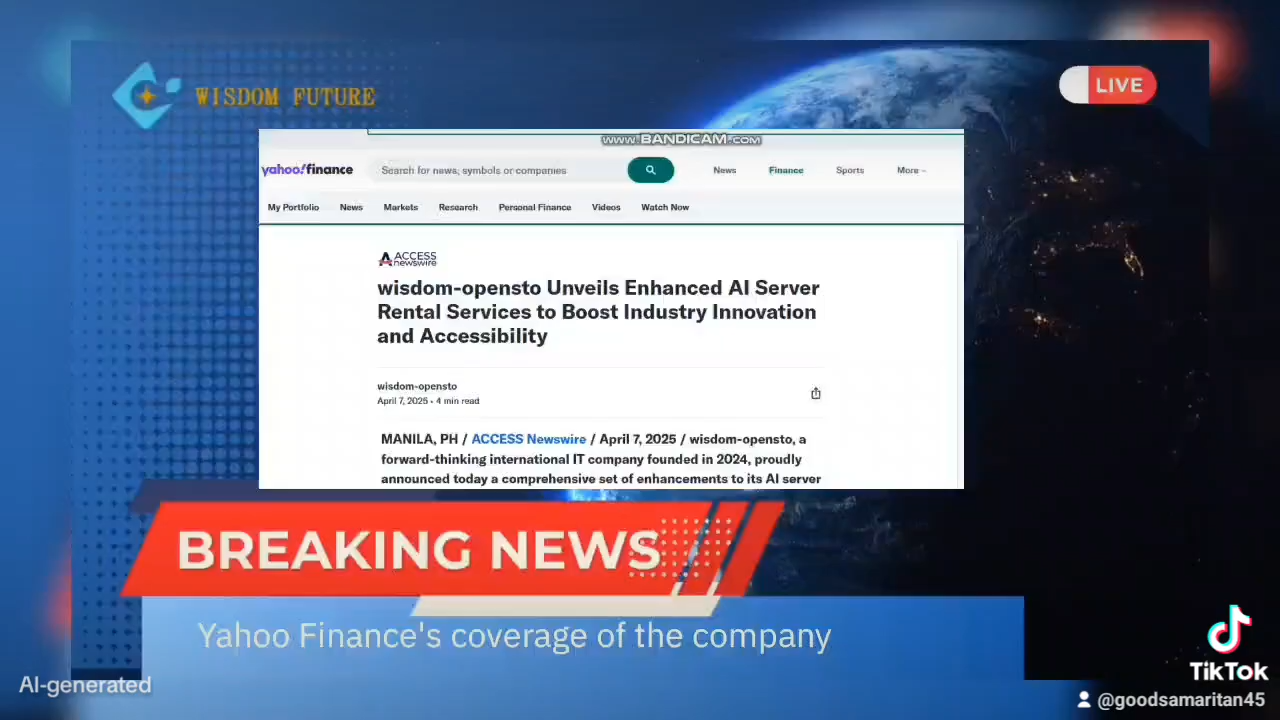 WISDOM FUTURE
LIVE
www.BANDICAM.com
yahoo!finance
Search for news, symbols or companies
News
Finance
Sports
More
My Portfolio
News
Markets
Research
Personal Finance
Videos
Watch Now
ACCESS
newswire
wisdom-opensto Unveils Enhanced AI Server
Rental Services to Boost Industry Innovation
and Accessibility
wisdom-opensto
April 7, 2025 • 4 min read
MANILA, PH / ACCESS Newswire / April 7, 2025 / wisdom-opensto, a
forward-thinking international IT company founded in 2024, proudly
announced today a comprehensive set of enhancements to its AI server
BREAKING NEWS
Yahoo Finance's coverage of the company
AI-generated
TikTok
@goodsamaritan45